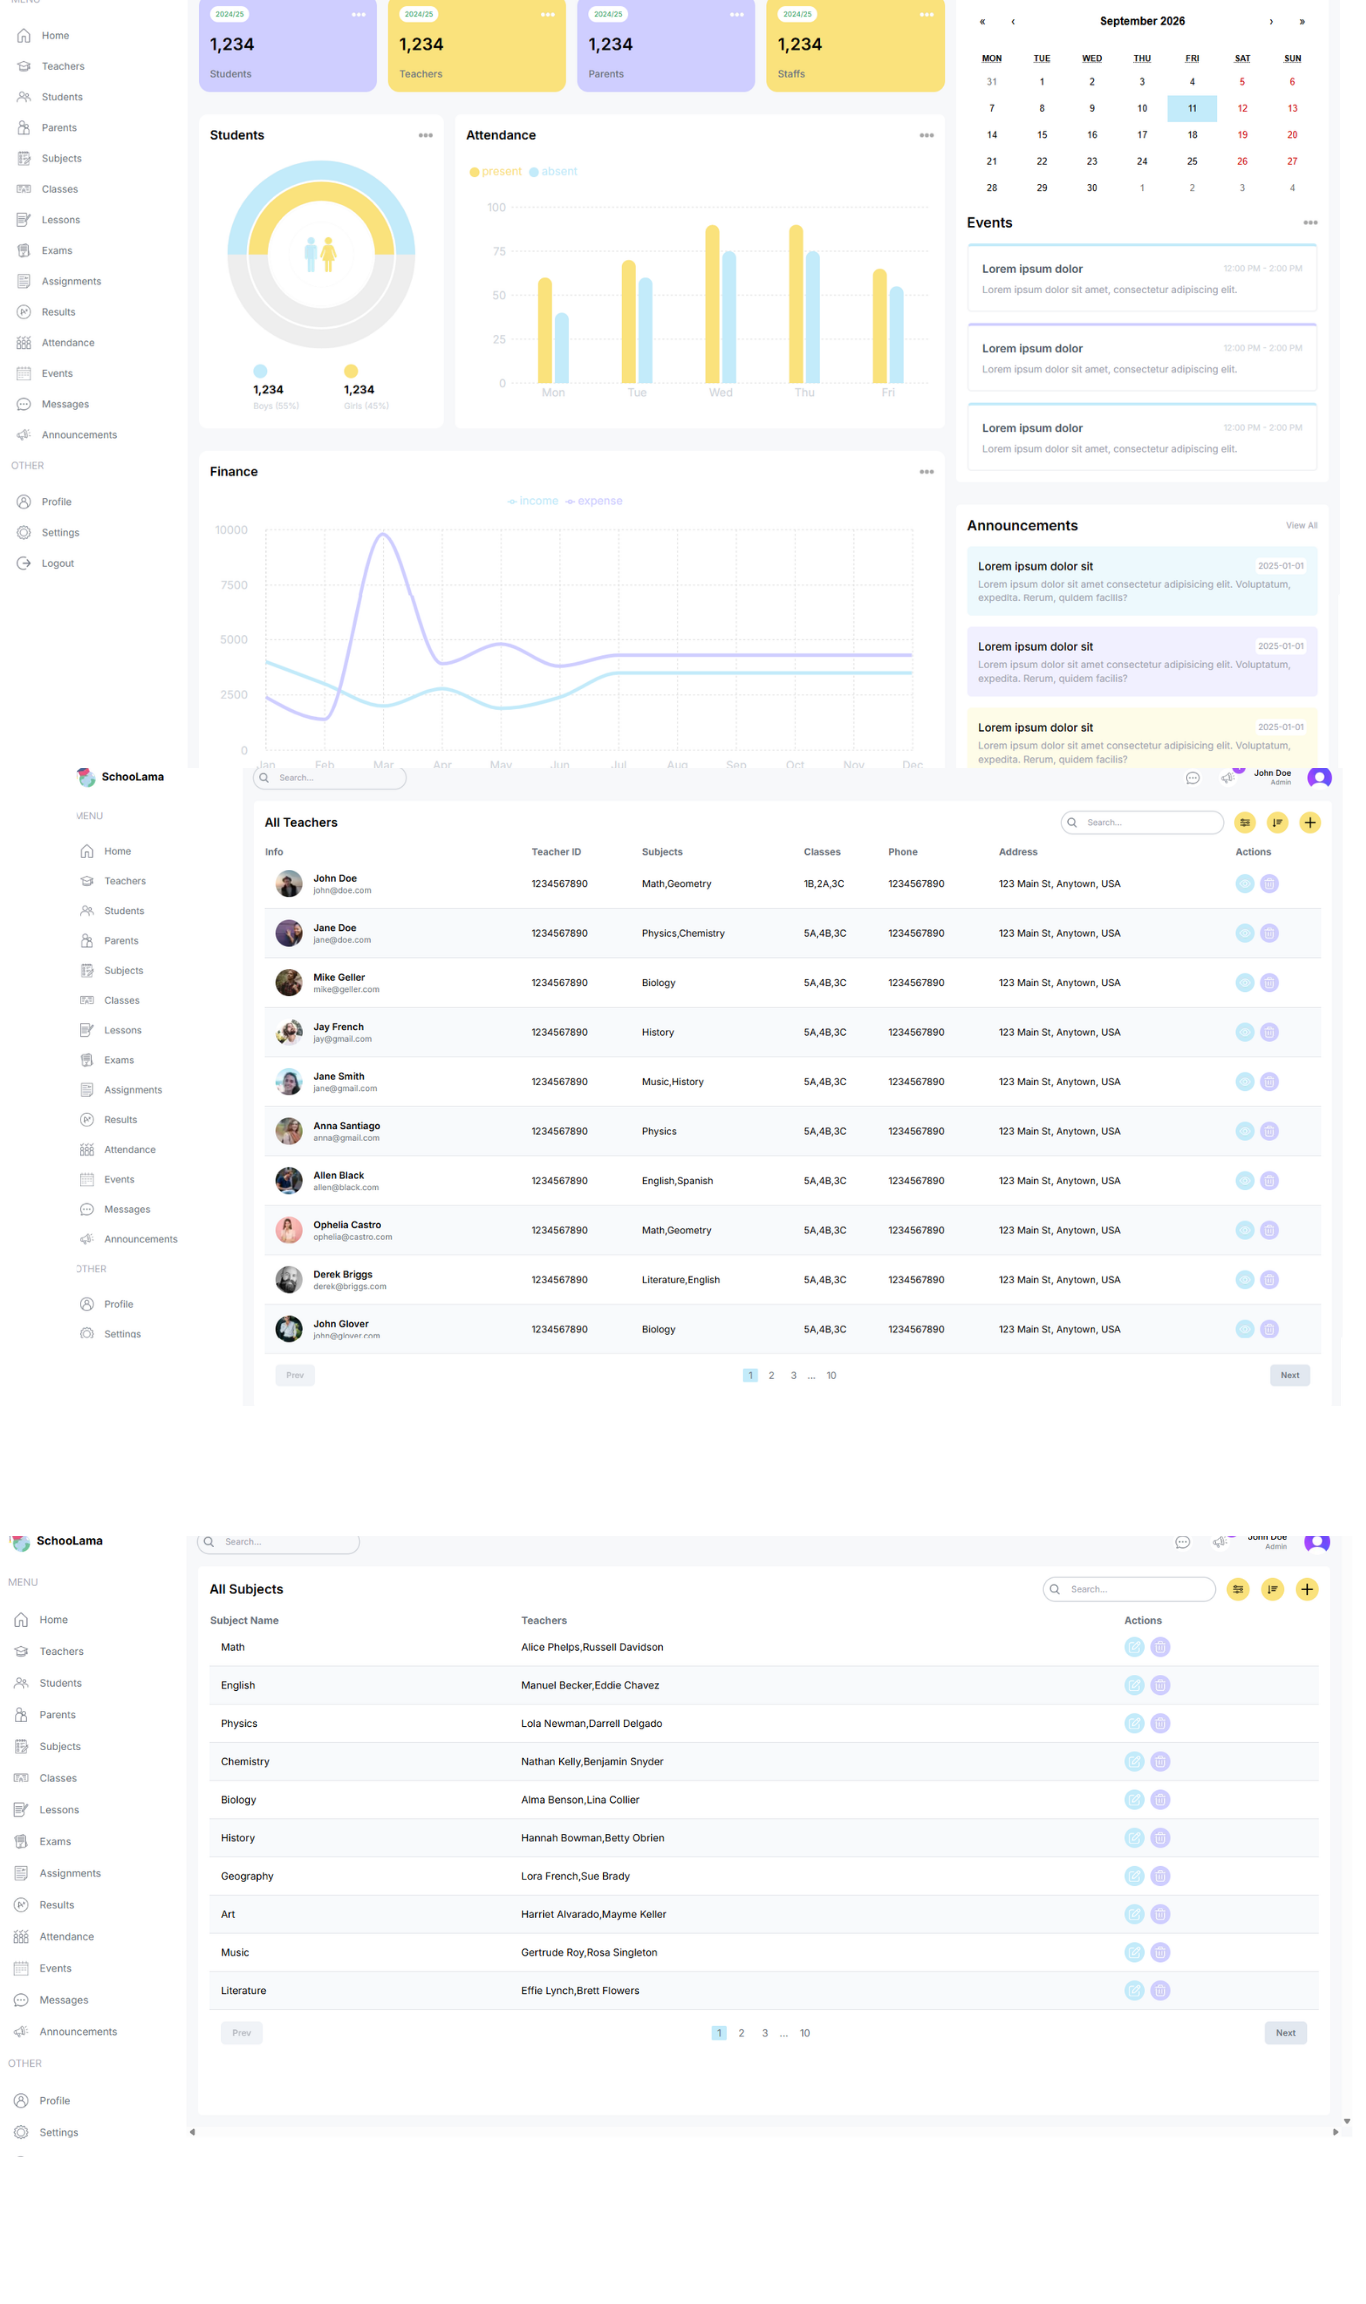 MENU
Home
Teachers
Students
Parents
Subjects
Classes
Lessons
Exams
Assignments
Results
Attendance
Events
Messages
Announcements
OTHER
Profile
Settings
Logout
2024/25
1,234
Students
2024/25
1,234
Teachers
2024/25
1,234
Parents
2024/25
1,234
Staffs
Students
1,234
Boys (55%)
1,234
Girls (45%)
Attendance
present absent
100
75
50
25
0
Mon Tue Wed Thu Fri
Finance
income expense
10000
7500
5000
2500
0
Jan Feb Mar Apr May Jun Jul Aug Sep Oct Nov Dec
« ‹ September 2026 › »
MON TUE WED THU FRI SAT SUN
31 1 2 3 4 5 6
7 8 9 10 11 12 13
14 15 16 17 18 19 20
21 22 23 24 25 26 27
28 29 30 1 2 3 4
Events
Lorem ipsum dolor 12:00 PM - 2:00 PM
Lorem ipsum dolor sit amet, consectetur adipiscing elit.
Lorem ipsum dolor 12:00 PM - 2:00 PM
Lorem ipsum dolor sit amet, consectetur adipiscing elit.
Lorem ipsum dolor 12:00 PM - 2:00 PM
Lorem ipsum dolor sit amet, consectetur adipiscing elit.
Announcements View All
Lorem ipsum dolor sit 2025-01-01
Lorem ipsum dolor sit amet consectetur adipisicing elit. Voluptatum,
expedita. Rerum, quidem facilis?
Lorem ipsum dolor sit 2025-01-01
Lorem ipsum dolor sit amet consectetur adipisicing elit. Voluptatum,
expedita. Rerum, quidem facilis?
Lorem ipsum dolor sit 2025-01-01
Lorem ipsum dolor sit amet consectetur adipisicing elit. Voluptatum,
expedita. Rerum, quidem facilis?
SchooLama
MENU
Home
Teachers
Students
Parents
Subjects
Classes
Lessons
Exams
Assignments
Results
Attendance
Events
Messages
Announcements
OTHER
Profile
Settings
Search...
John Doe
Admin
All Teachers Search...
Info Teacher ID Subjects Classes Phone Address Actions
John Doe
john@doe.com
1234567890 Math,Geometry 1B,2A,3C 1234567890 123 Main St, Anytown, USA
Jane Doe
jane@doe.com
1234567890 Physics,Chemistry 5A,4B,3C 1234567890 123 Main St, Anytown, USA
Mike Geller
mike@geller.com
1234567890 Biology 5A,4B,3C 1234567890 123 Main St, Anytown, USA
Jay French
jay@gmail.com
1234567890 History 5A,4B,3C 1234567890 123 Main St, Anytown, USA
Jane Smith
jane@gmail.com
1234567890 Music,History 5A,4B,3C 1234567890 123 Main St, Anytown, USA
Anna Santiago
anna@gmail.com
1234567890 Physics 5A,4B,3C 1234567890 123 Main St, Anytown, USA
Allen Black
allen@black.com
1234567890 English,Spanish 5A,4B,3C 1234567890 123 Main St, Anytown, USA
Ophelia Castro
ophelia@castro.com
1234567890 Math,Geometry 5A,4B,3C 1234567890 123 Main St, Anytown, USA
Derek Briggs
derek@briggs.com
1234567890 Literature,English 5A,4B,3C 1234567890 123 Main St, Anytown, USA
John Glover
john@glover.com
1234567890 Biology 5A,4B,3C 1234567890 123 Main St, Anytown, USA
Prev 1 2 3 ... 10 Next
SchooLama
MENU
Home
Teachers
Students
Parents
Subjects
Classes
Lessons
Exams
Assignments
Results
Attendance
Events
Messages
Announcements
OTHER
Profile
Settings
Search...
John Doe
Admin
All Subjects Search...
Subject Name Teachers Actions
Math Alice Phelps,Russell Davidson
English Manuel Becker,Eddie Chavez
Physics Lola Newman,Darrell Delgado
Chemistry Nathan Kelly,Benjamin Snyder
Biology Alma Benson,Lina Collier
History Hannah Bowman,Betty Obrien
Geography Lora French,Sue Brady
Art Harriet Alvarado,Mayme Keller
Music Gertrude Roy,Rosa Singleton
Literature Effie Lynch,Brett Flowers
Prev 1 2 3 ... 10 Next